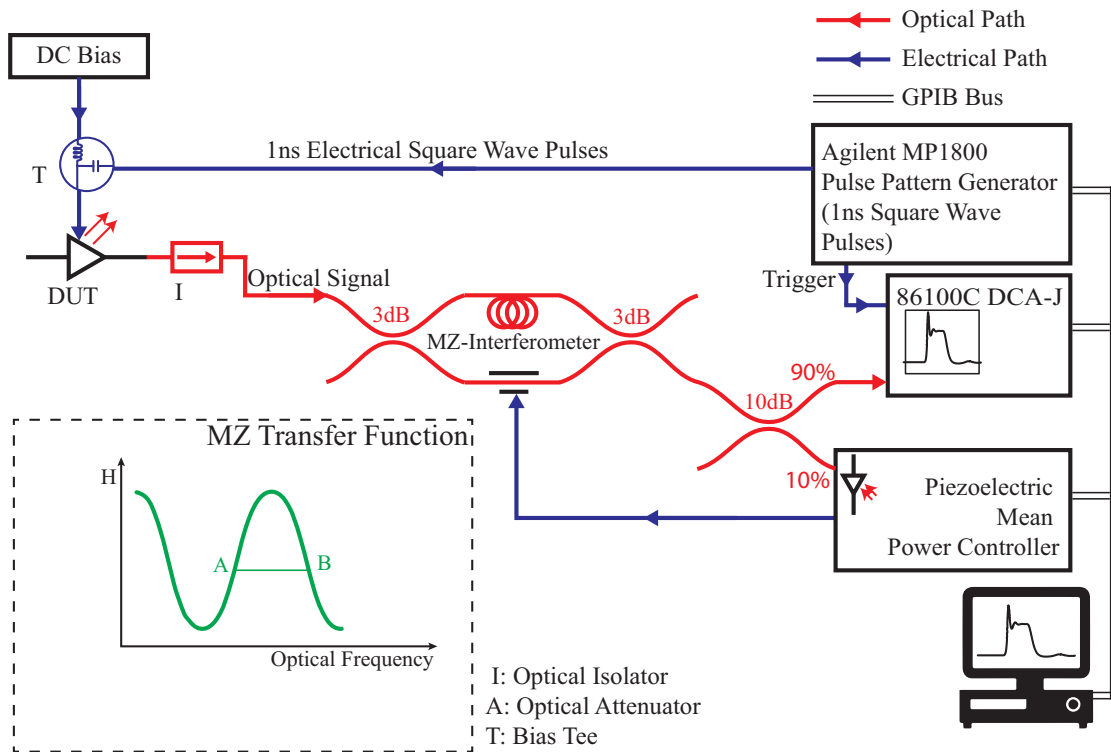 DC Bias
Optical Path
Electrical Path
GPIB Bus
T
1ns Electrical Square Wave Pulses
Agilent MP1800
Pulse Pattern Generator
(1ns Square Wave
Pulses)
DUT
I
Optical Signal
Trigger
86100C DCA-J
3dB
3dB
MZ-Interferometer
90%
10dB
10%
Piezoelectric
Mean
Power Controller
MZ Transfer Function
H
A
B
Optical Frequency
I: Optical Isolator
A: Optical Attenuator
T: Bias Tee